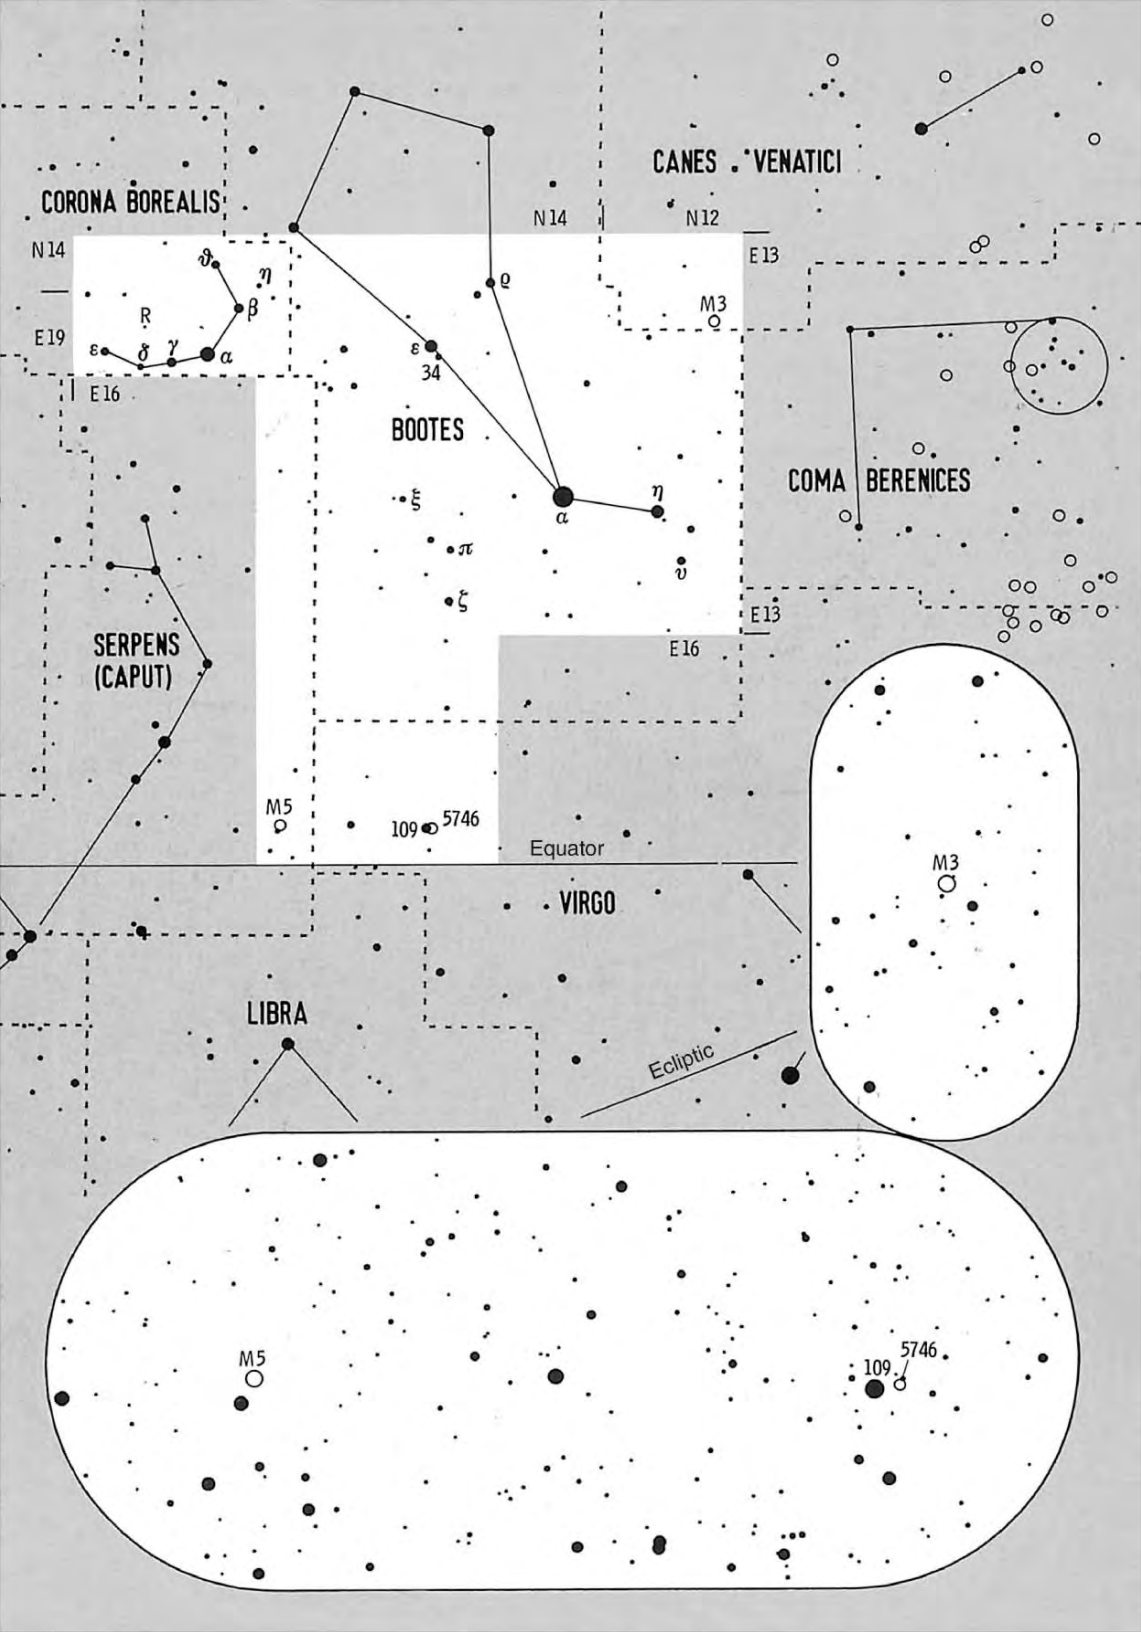 CANES VENATICI
CORONA BOREALIS
N14
N12
N14
E13
ϑ
η
ϱ
M3
R
β
E19
ε
δ
γ
α
ε
34
E16
BOOTES
COMA BERENICES
ξ
η
α
π
υ
ζ
E13
SERPENS
(CAPUT)
E16
M5
109
5746
Equator
M3
VIRGO
LIBRA
Ecliptic
5746
M5
109